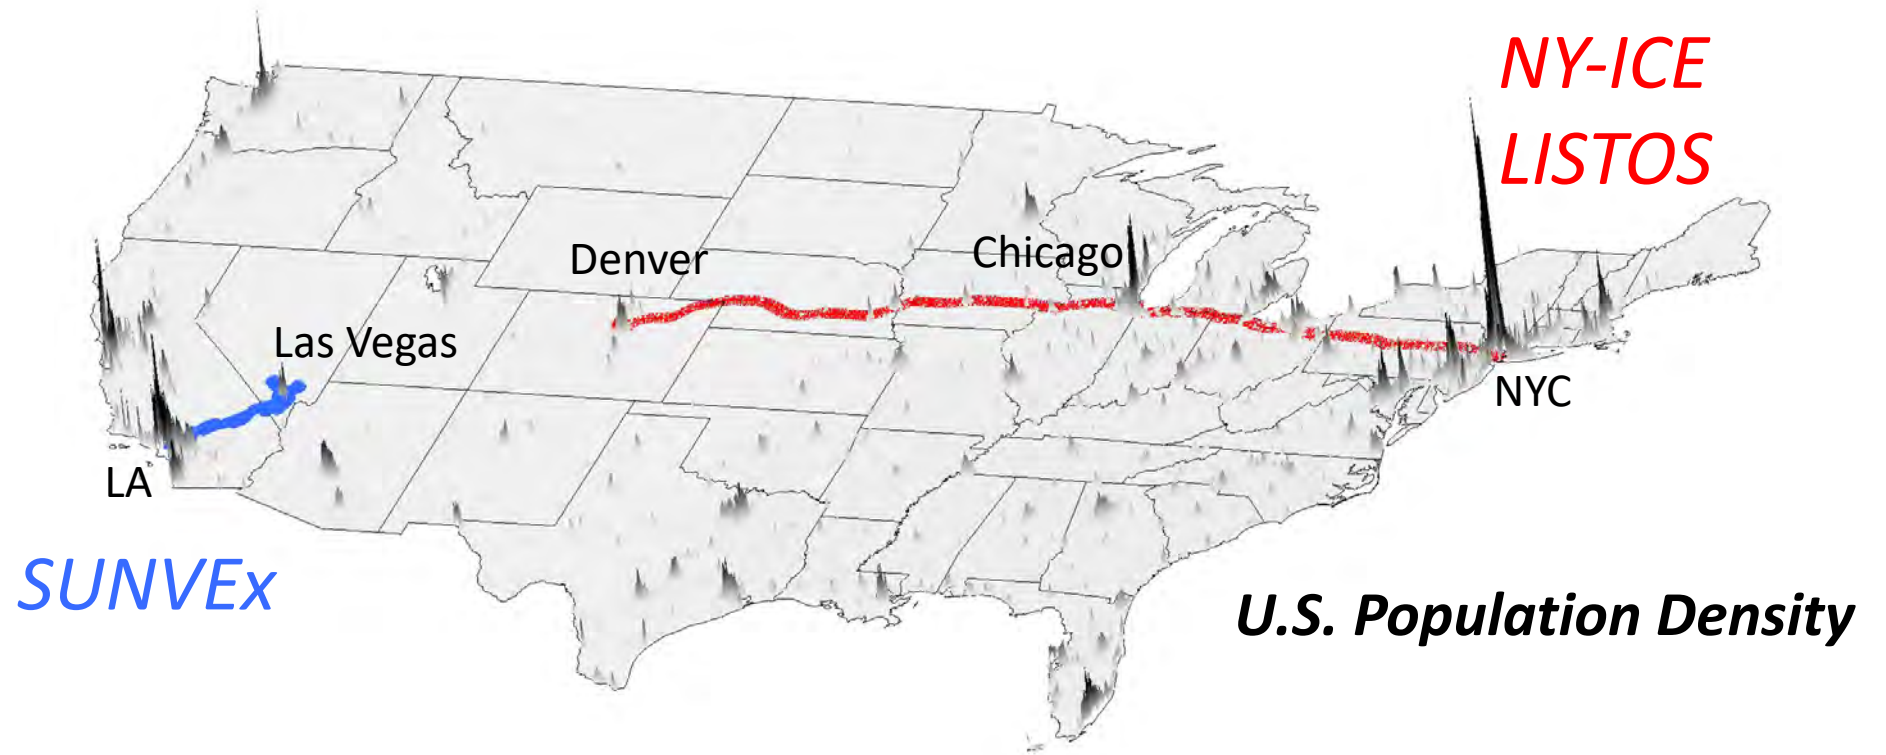 NY-ICE
LISTOS
Denver
Chicago
Las Vegas
NYC
LA
SUNVEx
U.S. Population Density